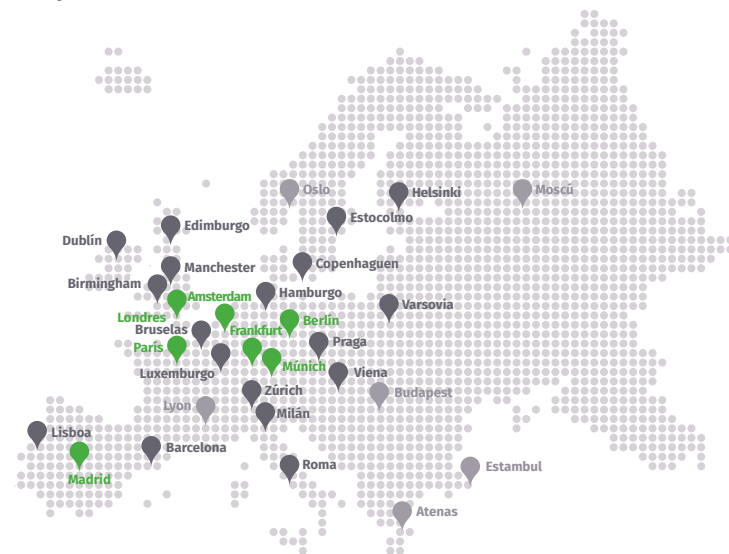 Oslo
Helsinki
Moscú
Estocolmo
Edimburgo
Dublín
Copenhaguen
Manchester
Birmingham
Amsterdam
Hamburgo
Varsovia
Londres
Berlín
Bruselas
Frankfurt
Praga
París
Múnich
Luxemburgo
Viena
Zúrich
Budapest
Lyon
Milán
Lisboa
Barcelona
Roma
Estambul
Madrid
Atenas